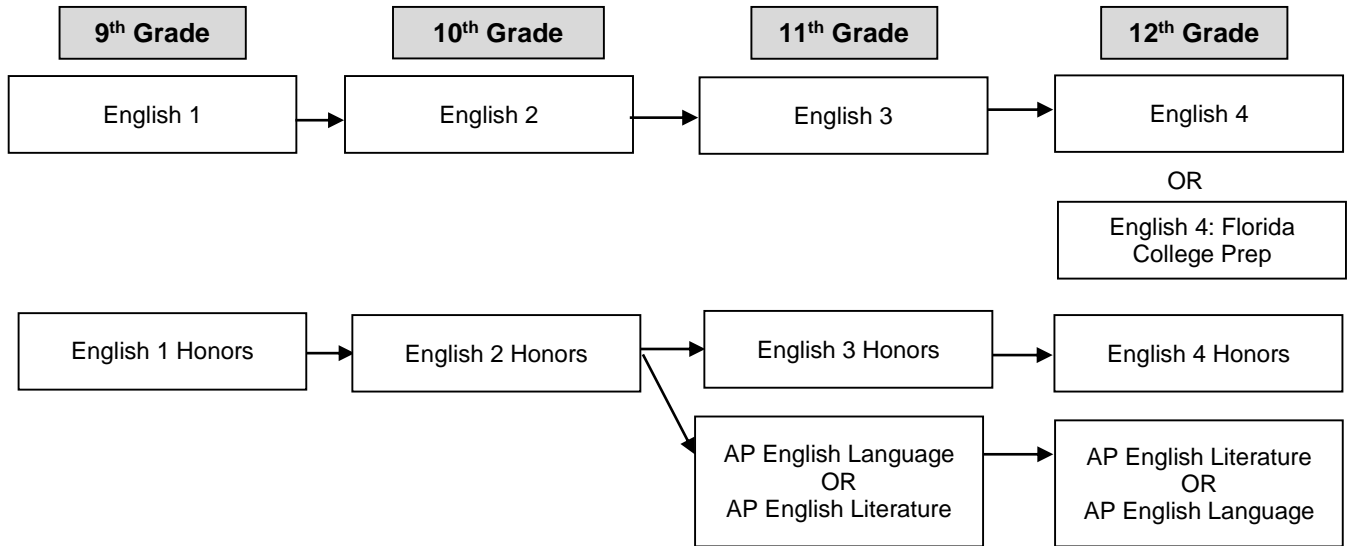 9th Grade
10th Grade
11th Grade
12th Grade
English 1
English 2
English 3
English 4
OR
English 4: Florida
College Prep
English 1 Honors
English 2 Honors
English 3 Honors
English 4 Honors
AP English Language
OR
AP English Literature
AP English Literature
OR
AP English Language